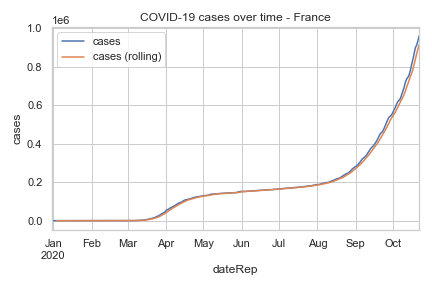 COVID-19 cases over time - France
1e6
cases
cases (rolling)
1.0
0.8
0.6
0.4
0.2
0.0
cases
Jan Feb Mar Apr May Jun Jul Aug Sep Oct
2020
dateRep